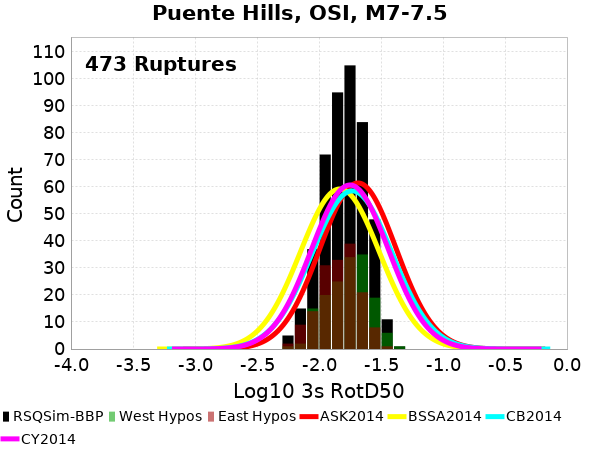 Puente Hills, OSI, M7-7.5
473 Ruptures
Count
110
100
90
80
70
60
50
40
30
20
10
0
-4.0 -3.5 -3.0 -2.5 -2.0 -1.5 -1.0 -0.5 0.0
Log10 3s RotD50
RSQSim-BBP West Hypos East Hypos ASK2014 BSSA2014 CB2014
CY2014